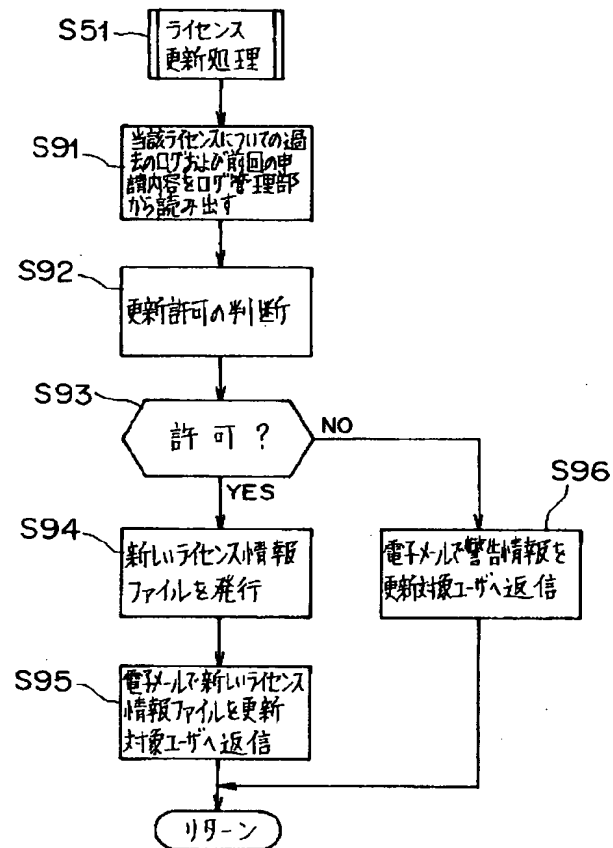 S51
ライセンス
更新処理
S91
当該ライセンスについての過
去のログおよび前回の申
請内容をログ管理部
から読み出す
S92
更新許可の判断
S93
許可?
NO
YES
S94
新しいライセンス情報
ファイルを発行
S96
電子メールで警告情報を
更新対象ユーザへ返信
S95
電子メールで新しいライセンス
情報ファイルを更新
対象ユーザへ返信
リターン